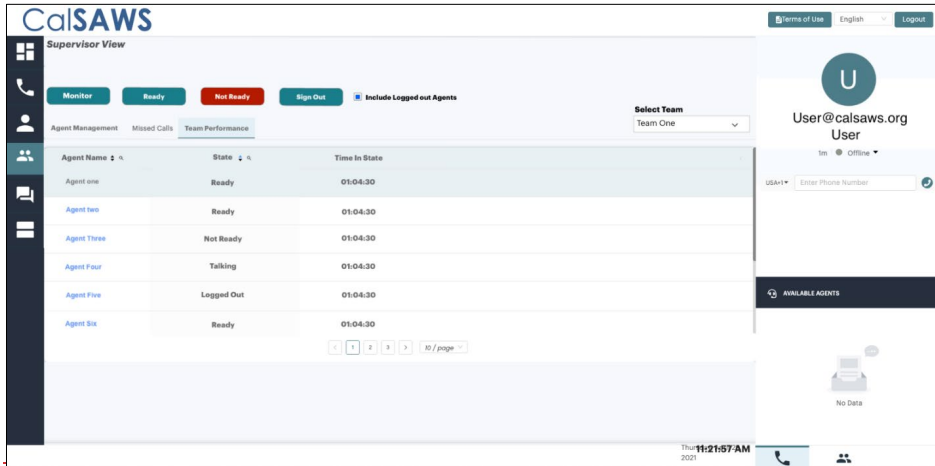 CalSAWS
Terms of Use English Logout
Supervisor View
U
User@calsaws.org
User
1m Offline
Monitor Ready Not Ready Sign Out Include Logged out Agents
Select Team
Team One
Agent Management Missed Calls Team Performance
USA+1 Enter Phone Number
Agent Name State Time In State
Agent one Ready 01:04:30
Agent two Ready 01:04:30
Agent Three Not Ready 01:04:30
Agent Four Talking 01:04:30
Agent Five Logged Out 01:04:30
Agent Six Ready 01:04:30
< 1 2 3 > 10 / page
AVAILABLE AGENTS
No Data
11:21:57 AM
2021